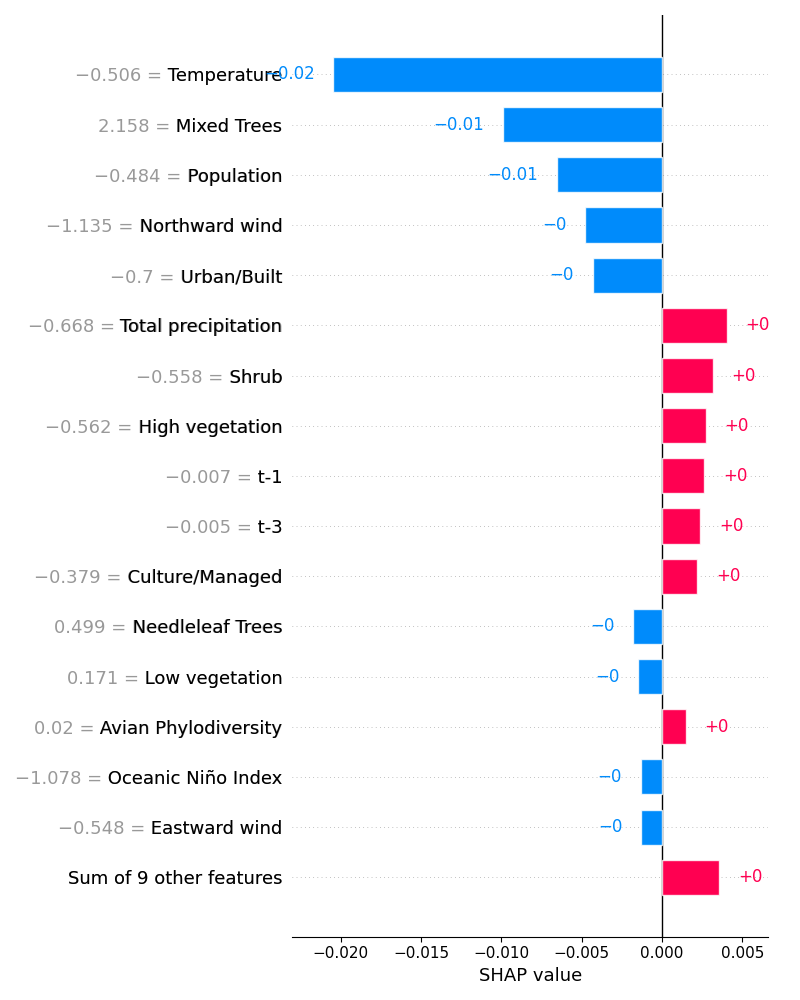 −0.506 = Temperature −0.02
2.158 = Mixed Trees −0.01
−0.484 = Population −0.01
−1.135 = Northward wind −0
−0.7 = Urban/Built −0
−0.668 = Total precipitation +0
−0.558 = Shrub +0
−0.562 = High vegetation +0
−0.007 = t-1 +0
−0.005 = t-3 +0
−0.379 = Culture/Managed +0
0.499 = Needleleaf Trees −0
0.171 = Low vegetation −0
0.02 = Avian Phylodiversity +0
−1.078 = Oceanic Niño Index −0
−0.548 = Eastward wind −0
Sum of 9 other features +0
−0.020 −0.015 −0.010 −0.005 0.000 0.005
SHAP value